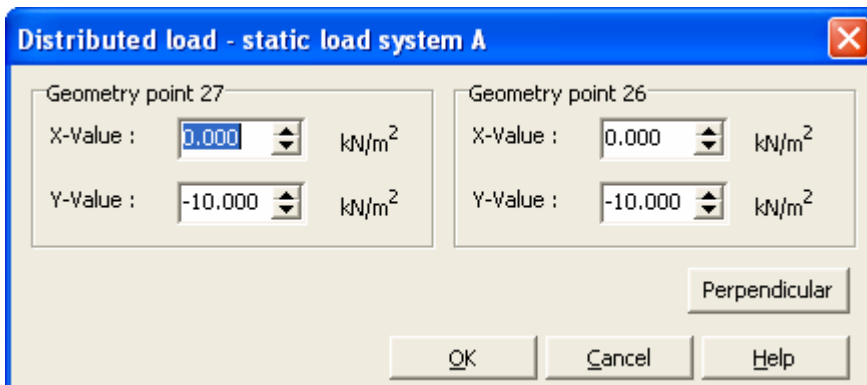 Distributed load - static load system A
Geometry point 27 Geometry point 26
X-Value : 0.000 kN/m² X-Value : 0.000 kN/m²
Y-Value : -10.000 kN/m² Y-Value : -10.000 kN/m²
Perpendicular
OK Cancel Help